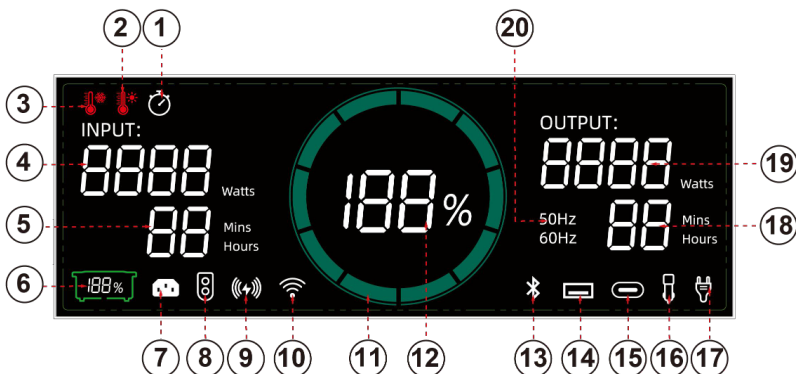 2 1 20
3
INPUT: OUTPUT:
4 8888 Watts 8888 Watts 19
188 %
5 88 Mins Hours 50Hz 60Hz 88 Mins Hours 18
6 188 %
7 8 9 10 11 12 13 14 15 16 17